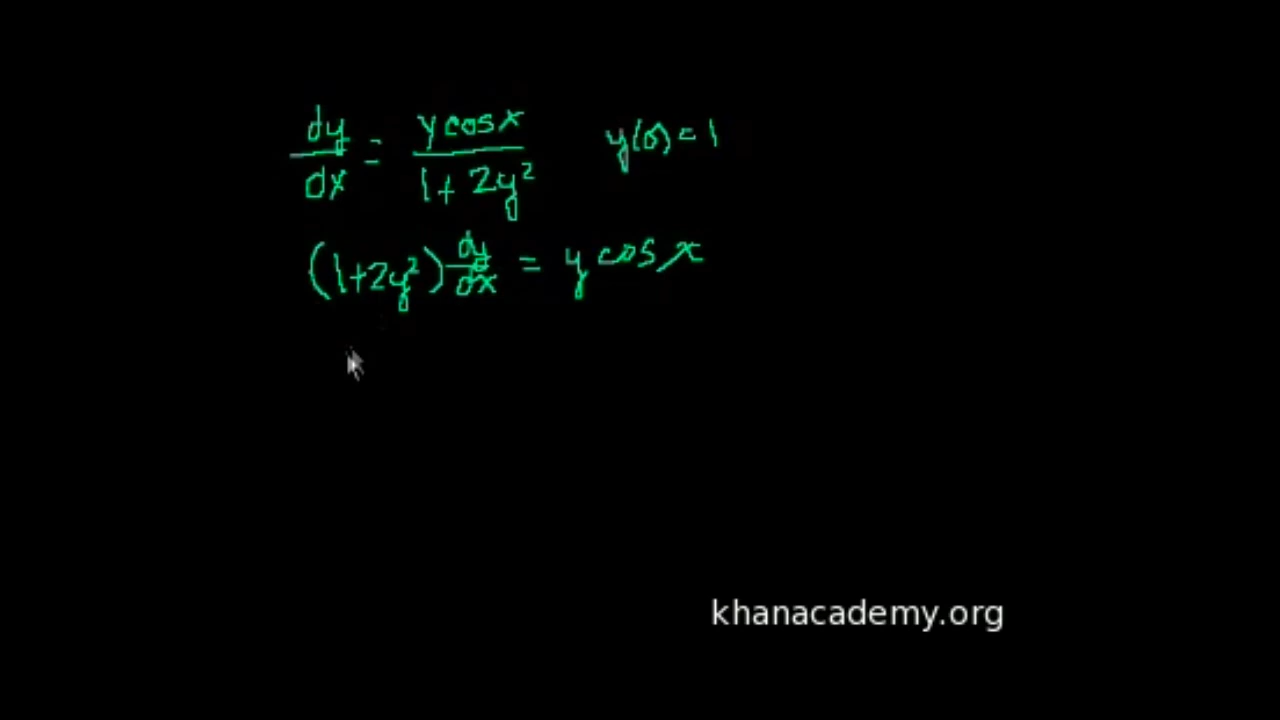 dy/dx = y cos x / 1 + 2y² y(0) = 1
(1+2y²) dy/dx = y cos x
khanacademy.org